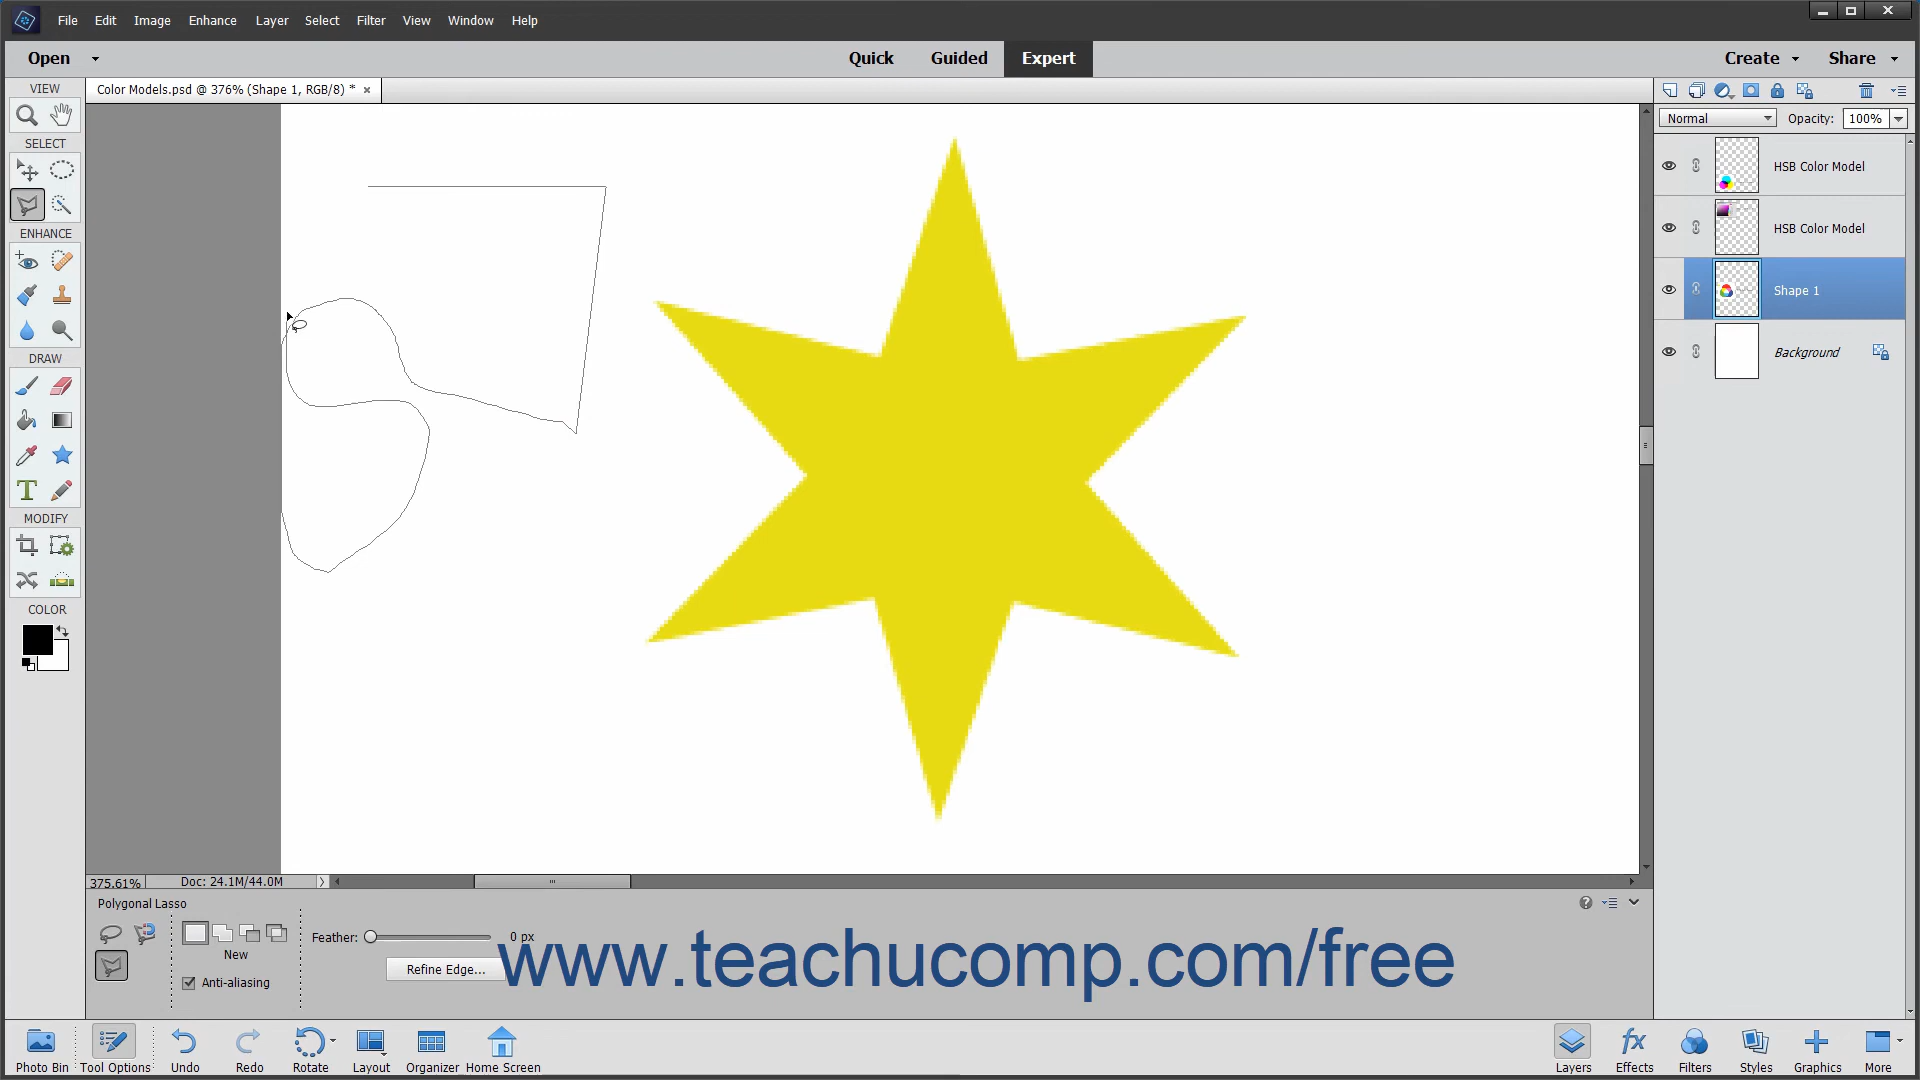 File Edit Image Enhance Layer Select Filter View Window Help
Open Quick Guided Expert Create Share
VIEW
Color Models.psd @ 376% (Shape 1, RGB/8) *
Normal Opacity: 100%
SELECT
HSB Color Model
HSB Color Model
ENHANCE
Shape 1
DRAW
Background
MODIFY
COLOR
375.61% Doc: 24.1M/44.0M
Polygonal Lasso
Feather: 0 px
New
Refine Edge...
Anti-aliasing
www.teachucomp.com/free
Photo Bin Tool Options Undo Redo Rotate Layout Organizer Home Screen Layers Effects Filters Styles Graphics More